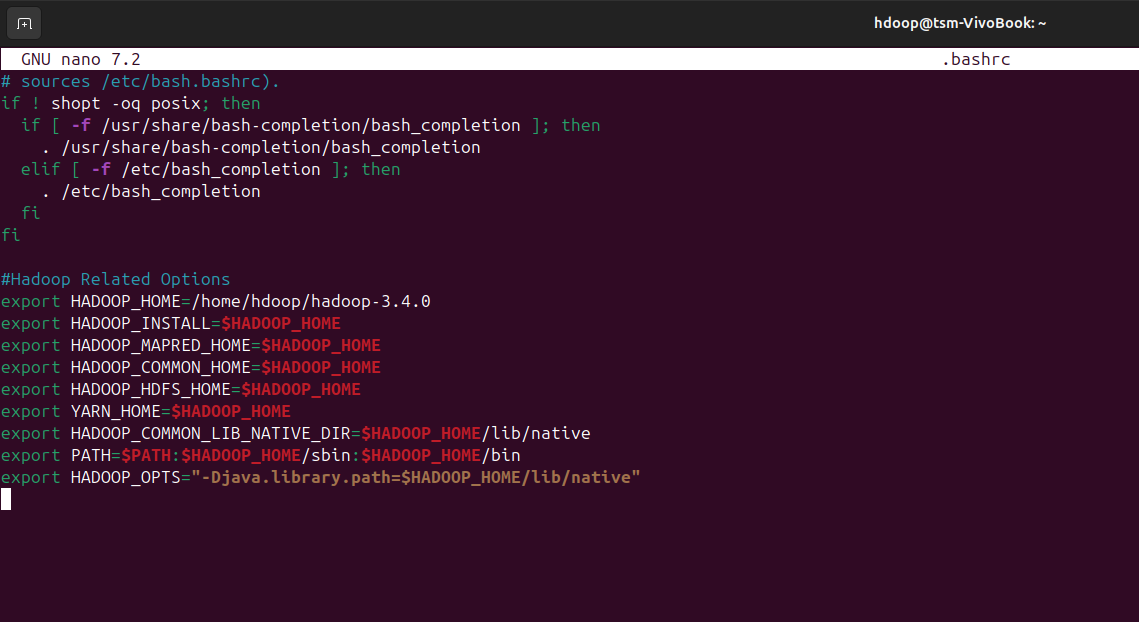 hdoop@tsm-VivoBook: ~
GNU nano 7.2 .bashrc
# sources /etc/bash.bashrc).
if ! shopt -oq posix; then
  if [ -f /usr/share/bash-completion/bash_completion ]; then
    . /usr/share/bash-completion/bash_completion
  elif [ -f /etc/bash_completion ]; then
    . /etc/bash_completion
  fi
fi
#Hadoop Related Options
export HADOOP_HOME=/home/hdoop/hadoop-3.4.0
export HADOOP_INSTALL=$HADOOP_HOME
export HADOOP_MAPRED_HOME=$HADOOP_HOME
export HADOOP_COMMON_HOME=$HADOOP_HOME
export HADOOP_HDFS_HOME=$HADOOP_HOME
export YARN_HOME=$HADOOP_HOME
export HADOOP_COMMON_LIB_NATIVE_DIR=$HADOOP_HOME/lib/native
export PATH=$PATH:$HADOOP_HOME/sbin:$HADOOP_HOME/bin
export HADOOP_OPTS="-Djava.library.path=$HADOOP_HOME/lib/native"